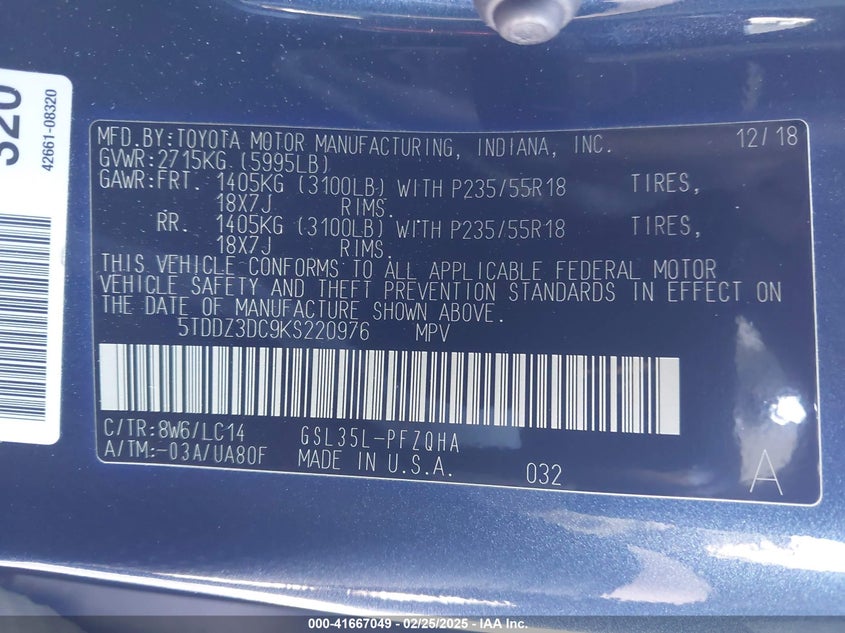 320
42661-08320
MFD.BY:TOYOTA MOTOR MANUFACTURING, INDIANA, INC. 12/18
GVWR:2715KG (5995LB)
GAWR:FRT. 1405KG (3100LB) WITH P235/55R18 TIRES,
18X7J RIMS.
RR. 1405KG (3100LB) WITH P235/55R18 TIRES,
18X7J RIMS.
THIS VEHICLE CONFORMS TO ALL APPLICABLE FEDERAL MOTOR
VEHICLE SAFETY AND THEFT PREVENTION STANDARDS IN EFFECT ON
THE DATE OF MANUFACTURE SHOWN ABOVE.
5TDDZ3DC9KS220976 MPV
C/TR:8W6/LC14 GSL35L-PFZQHA
A/TM:-03A/UA80F MADE IN U.S.A. 032 A
000-41667049 - 02/25/2025 - IAA Inc.